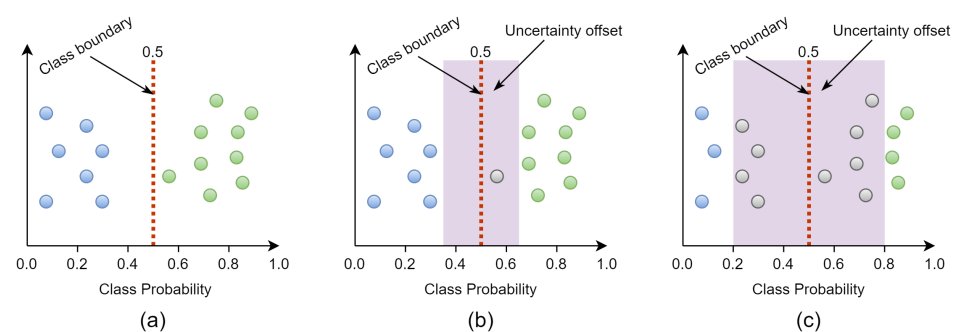 Class boundary
0.5
0.0 0.2 0.4 0.6 0.8 1.0
Class Probability
(a)
Class boundary
Uncertainty offset
0.5
0.0 0.2 0.4 0.6 0.8 1.0
Class Probability
(b)
Class boundary
Uncertainty offset
0.5
0.0 0.2 0.4 0.6 0.8 1.0
Class Probability
(c)